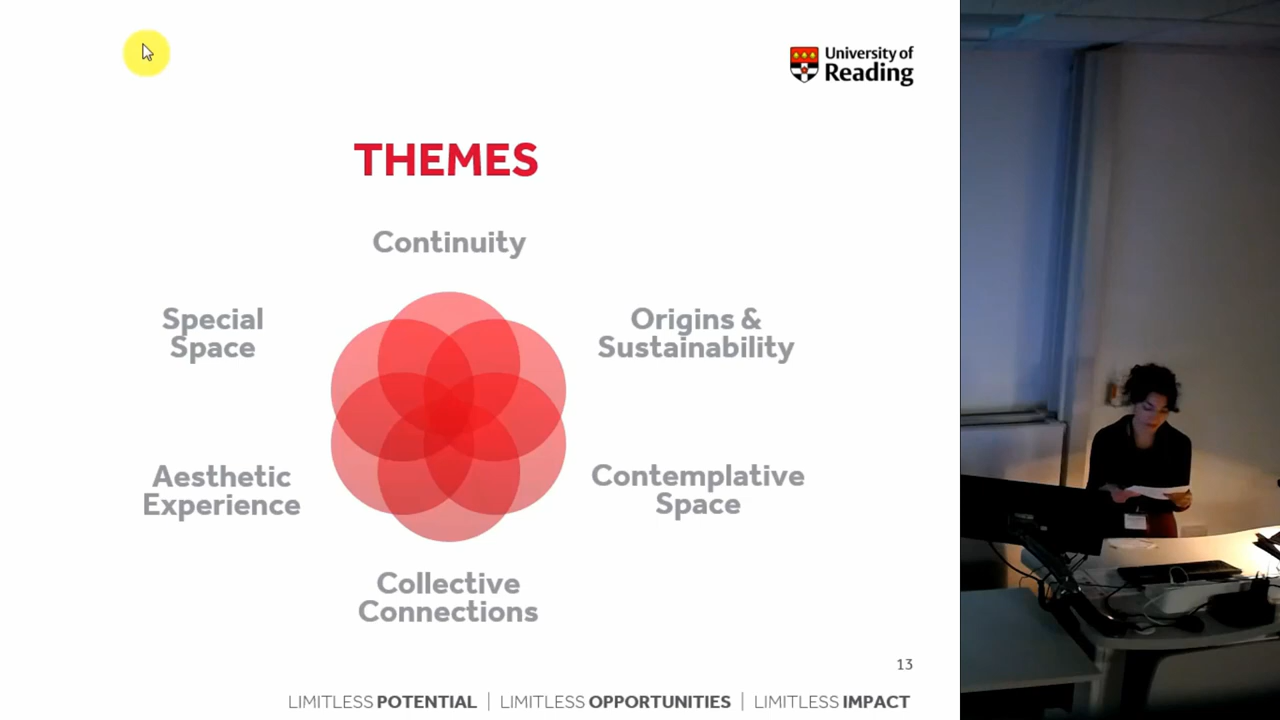 University of
Reading
THEMES
Continuity
Special
Space
Origins &
Sustainability
Aesthetic
Experience
Contemplative
Space
Collective
Connections
13
LIMITLESS POTENTIAL | LIMITLESS OPPORTUNITIES | LIMITLESS IMPACT